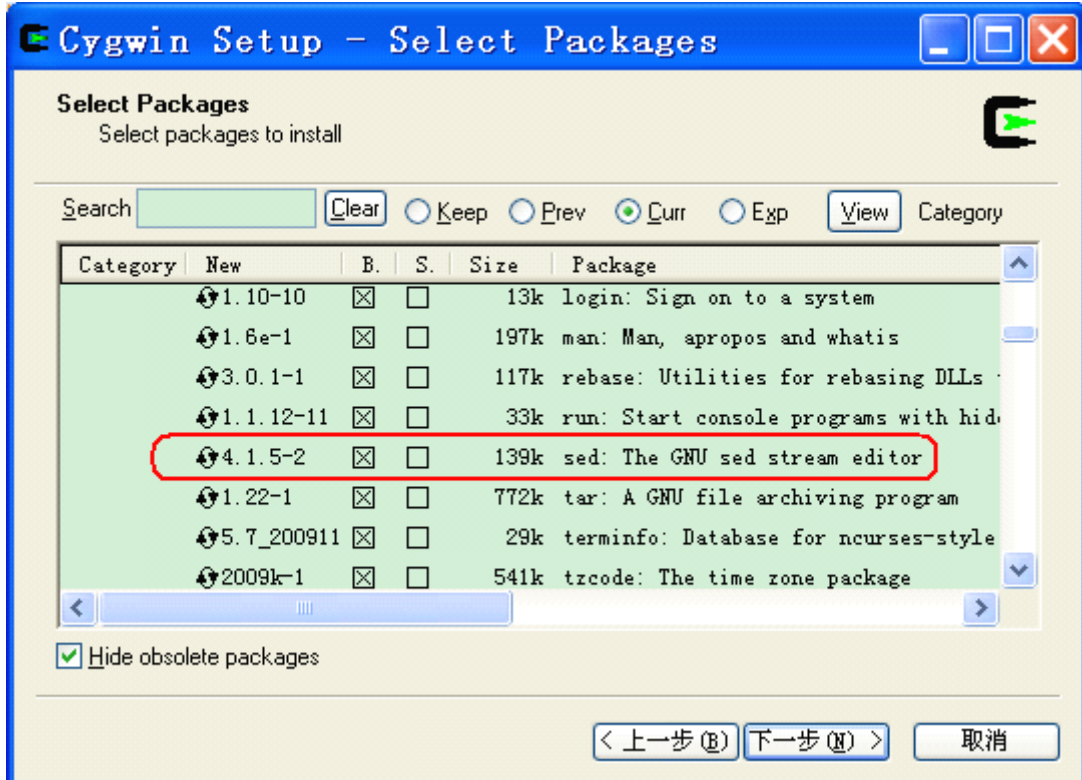 Cygwin Setup - Select Packages
Select Packages
Select packages to install
Search Clear Keep Prev Curr Exp View Category
Category New B. S. Size Package
1.10-10 13k login: Sign on to a system
1.6e-1 197k man: Man, apropos and whatis
3.0.1-1 117k rebase: Utilities for rebasing DLLs
1.1.12-11 33k run: Start console programs with hid
4.1.5-2 139k sed: The GNU sed stream editor
1.22-1 772k tar: A GNU file archiving program
5.7_200911 29k terminfo: Database for ncurses-style
2009k-1 541k tzcode: The time zone package
Hide obsolete packages
< 上一步(B) 下一步(N) > 取消